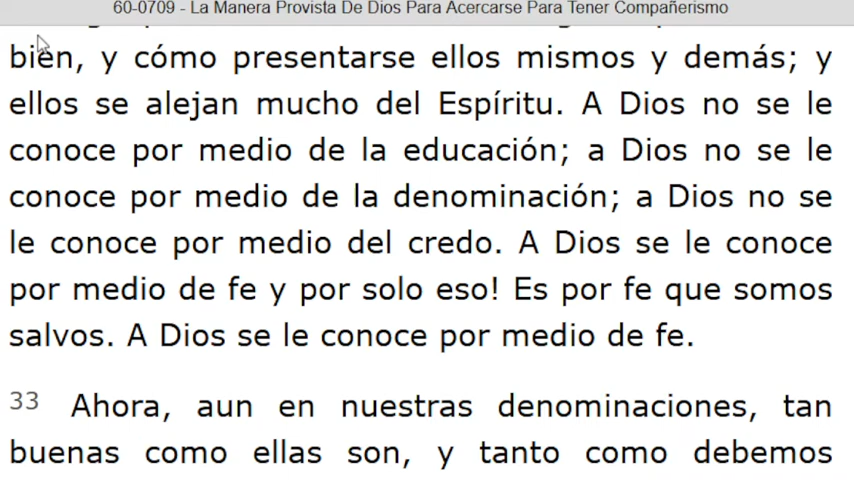 60-0709 - La Manera Provista De Dios Para Acercarse Para Tener Compañerismo
bien, y cómo presentarse ellos mismos y demás; y
ellos se alejan mucho del Espíritu. A Dios no se le
conoce por medio de la educación; a Dios no se le
conoce por medio de la denominación; a Dios no se
le conoce por medio del credo. A Dios se le conoce
por medio de fe y por solo eso! Es por fe que somos
salvos. A Dios se le conoce por medio de fe.
33 Ahora, aun en nuestras denominaciones, tan
buenas como ellas son, y tanto como debemos